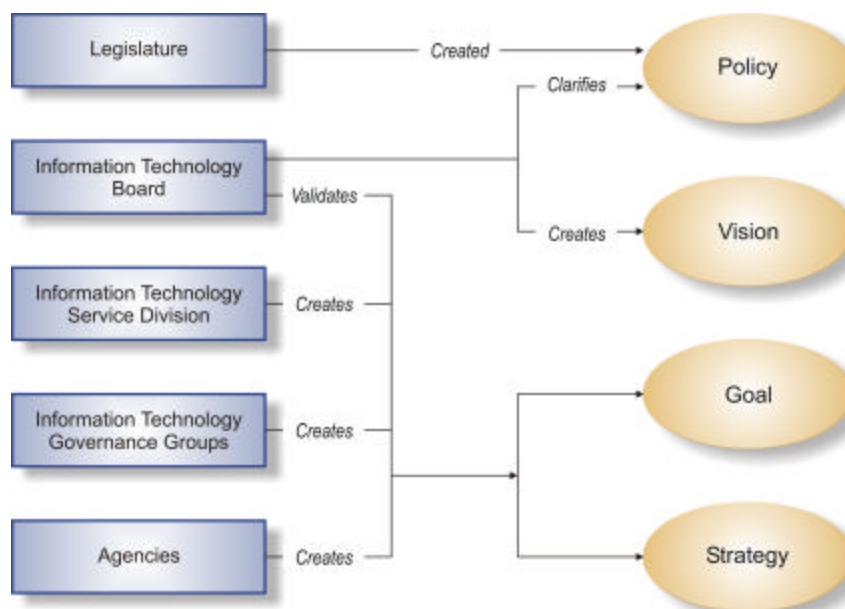 Legislature
Created
Policy
Clarifies
Information Technology
Board
Validates
Creates
Vision
Information Technology
Service Division
Creates
Goal
Information Technology
Governance Groups
Creates
Agencies
Creates
Strategy